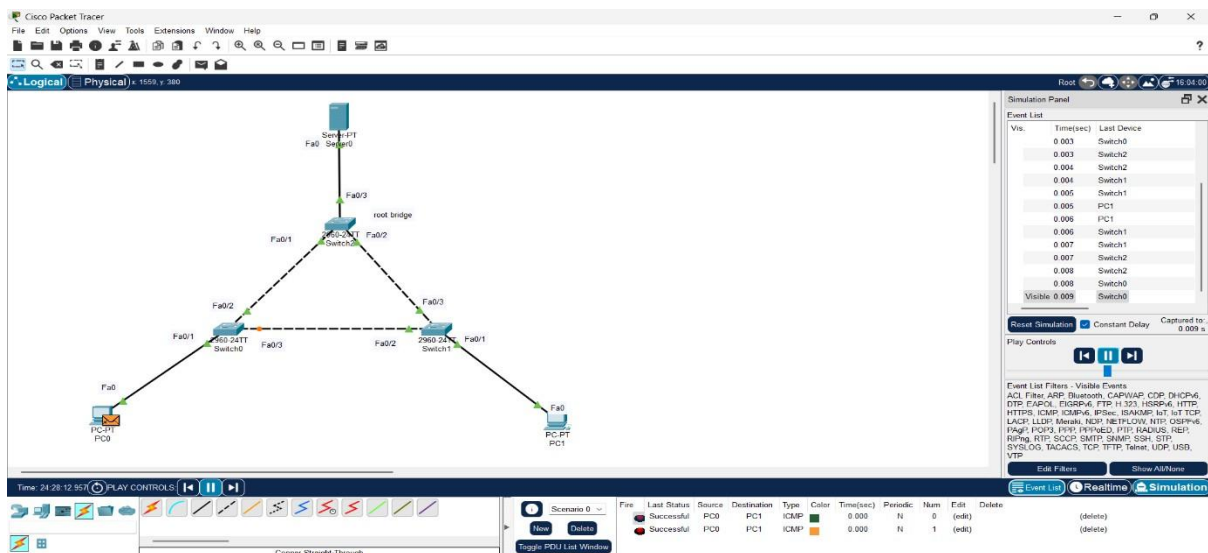 Cisco Packet Tracer
File Edit Options View Tools Extensions Window Help
?
Logical Physical x: 1559, y: 380
Root 16:04:00
Server-PT
Fa0 Server0
Fa0/3
root bridge
Fa0/1 2960-24TT Fa0/2
Switch2
Fa0/2
Fa0/3
Fa0/1 2960-24TT Fa0/3
Switch0
Fa0/2 2960-24TT Fa0/1
Switch1
Fa0
PC-PT
PC0
Fa0
PC-PT
PC1
Simulation Panel
Event List
Vis. Time(sec) Last Device
0.003 Switch0
0.003 Switch2
0.004 Switch2
0.004 Switch1
0.005 Switch1
0.005 PC1
0.006 PC1
0.006 Switch1
0.007 Switch1
0.007 Switch2
0.008 Switch2
0.008 Switch0
Visible 0.009 Switch0
Reset Simulation Constant Delay Captured to:
0.009 s
Play Controls
Event List Filters - Visible Events
ACL Filter, ARP, Bluetooth, CAPWAP, CDP, DHCPv6,
DTP, EAPOL, EIGRPv6, FTP, H.323, HSRPv6, HTTP,
HTTPS, ICMP, ICMPv6, IPSec, ISAKMP, IoT, IoT TCP,
LACP, LLDP, Meraki, NDP, NETFLOW, NTP, OSPFv6,
PAgP, POP3, PPP, PPPoED, PTP, RADIUS, REP,
RIPng, RTP, SCCP, SMTP, SNMP, SSH, STP,
SYSLOG, TACACS, TCP, TFTP, Telnet, UDP, USB,
VTP
Edit Filters Show All/None
Time: 24:28:12.957 PLAY CONTROLS:
Event List Realtime Simulation
Copper Straight-Through
Scenario 0
New Delete
Toggle PDU List Window
Fire Last Status Source Destination Type Color Time(sec) Periodic Num Edit Delete
Successful PC0 PC1 ICMP 0.000 N 0 (edit) (delete)
Successful PC0 PC1 ICMP 0.000 N 1 (edit) (delete)